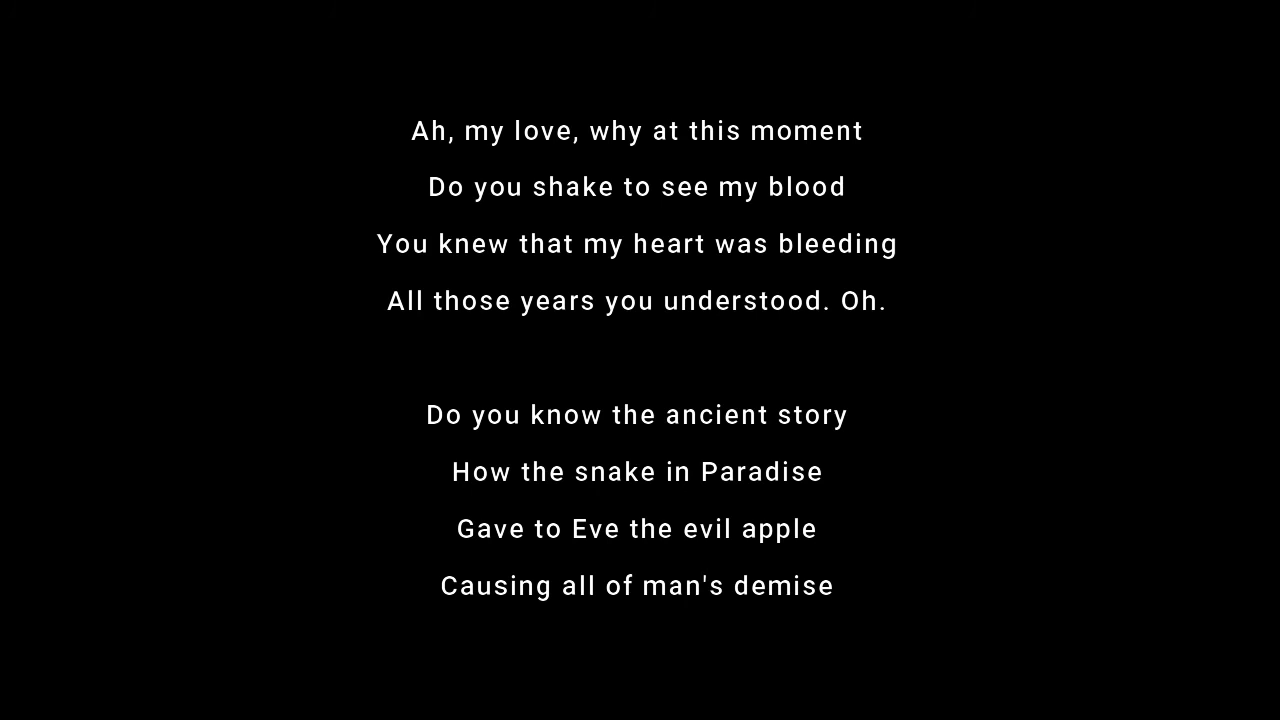 Ah, my love, why at this moment
Do you shake to see my blood
You knew that my heart was bleeding
All those years you understood. Oh.
Do you know the ancient story
How the snake in Paradise
Gave to Eve the evil apple
Causing all of man's demise